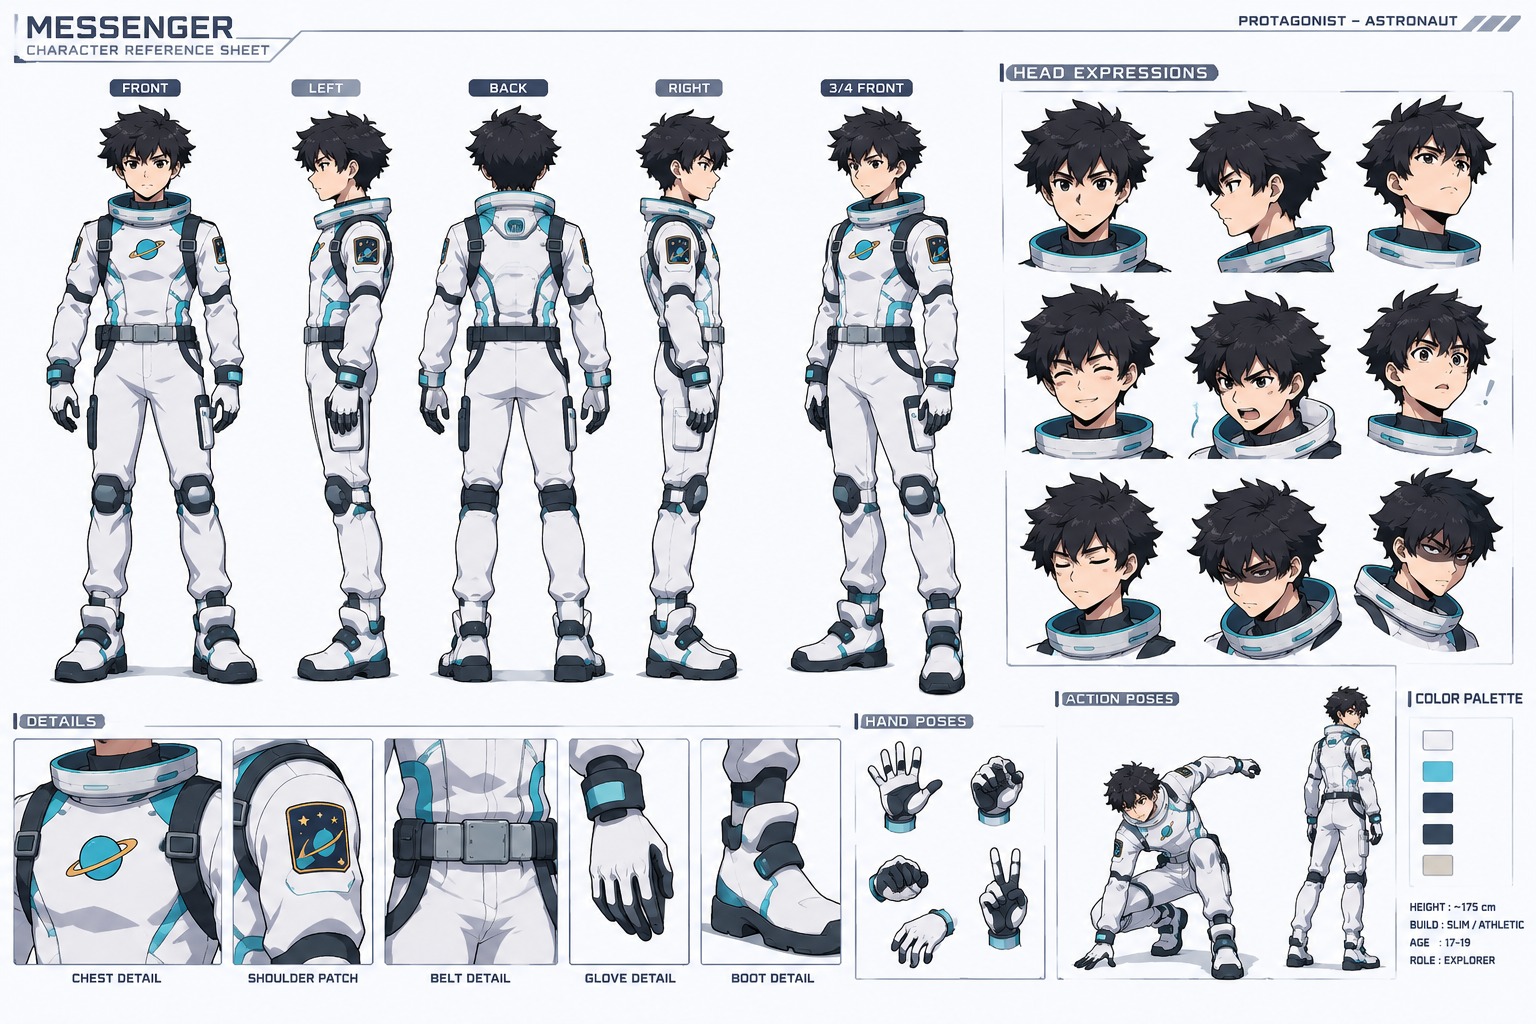 MESSENGER
CHARACTER REFERENCE SHEET
PROTAGONIST – ASTRONAUT
FRONT
LEFT
BACK
RIGHT
3/4 FRONT
HEAD EXPRESSIONS
!
DETAILS
CHEST DETAIL
SHOULDER PATCH
BELT DETAIL
GLOVE DETAIL
BOOT DETAIL
HAND POSES
ACTION POSES
COLOR PALETTE
HEIGHT : ~175 cm
BUILD : SLIM / ATHLETIC
AGE : 17-19
ROLE : EXPLORER